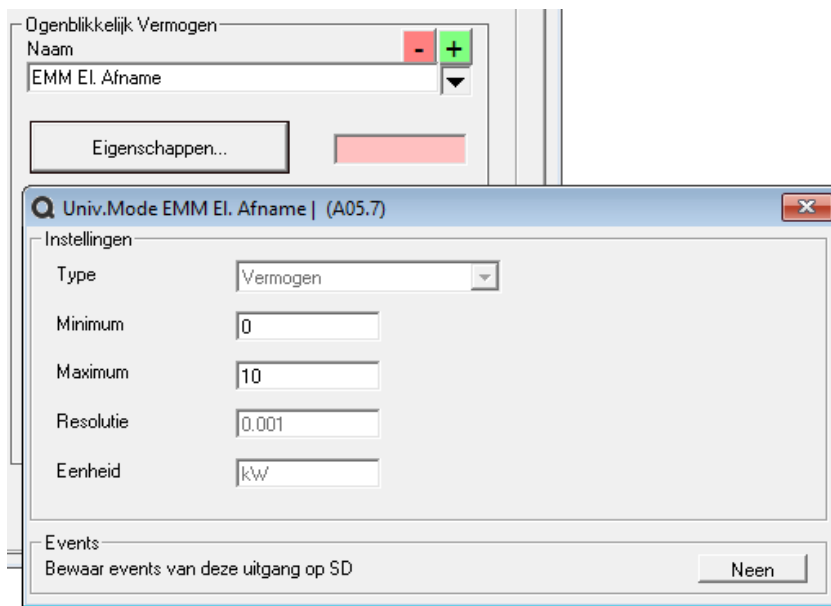 Ogenblikkelijk Vermogen
Naam
- +
EMM El. Afname
Eigenschappen...
Univ.Mode EMM El. Afname | (A05.7)
Instellingen
Type Vermogen
Minimum 0
Maximum 10
Resolutie 0.001
Eenheid kW
Events
Bewaar events van deze uitgang op SD Neen